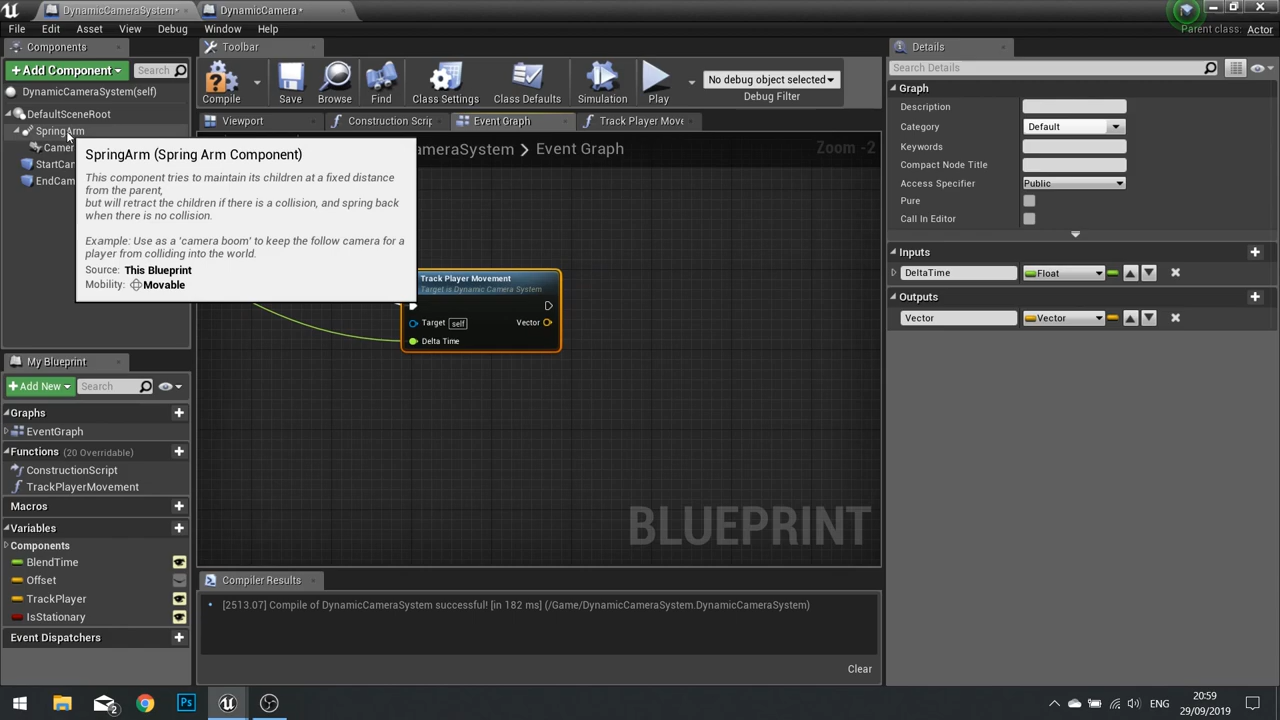 DynamicCameraSystem*
DynamicCamera*
File
Edit
Asset
View
Debug
Window
Help
Parent class: Actor
Components
+Add Component
Search
DynamicCameraSystem(self)
DefaultSceneRoot
SpringArm
Camer
StartCam
EndCam
SpringArm (Spring Arm Component)
This component tries to maintain its children at a fixed distance
from the parent,
but will retract the children if there is a collision, and spring back
when there is no collision.
Example: Use as a 'camera boom' to keep the follow camera for a
player from colliding into the world.
Source: This Blueprint
Mobility: Movable
Toolbar
Compile
Save
Browse
Find
Class Settings
Class Defaults
Simulation
Play
No debug object selected
Debug Filter
Viewport
Construction Scrip
Event Graph
Track Player Move
ameraSystem > Event Graph
Zoom -2
Track Player Movement
Target is Dynamic Camera System
Target self
Vector
Delta Time
BLUEPRINT
My Blueprint
+Add New
Search
Graphs
EventGraph
Functions (20 Overridable)
ConstructionScript
TrackPlayerMovement
Macros
Variables
Components
BlendTime
Offset
TrackPlayer
IsStationary
Event Dispatchers
Compiler Results
[2513.07] Compile of DynamicCameraSystem successful! [in 182 ms] (/Game/DynamicCameraSystem.DynamicCameraSystem)
Clear
Details
Search Details
Graph
Description
Category Default
Keywords
Compact Node Title
Access Specifier Public
Pure
Call In Editor
Inputs
DeltaTime Float
Outputs
Vector Vector
2
Ps
ENG
20:59
29/09/2019